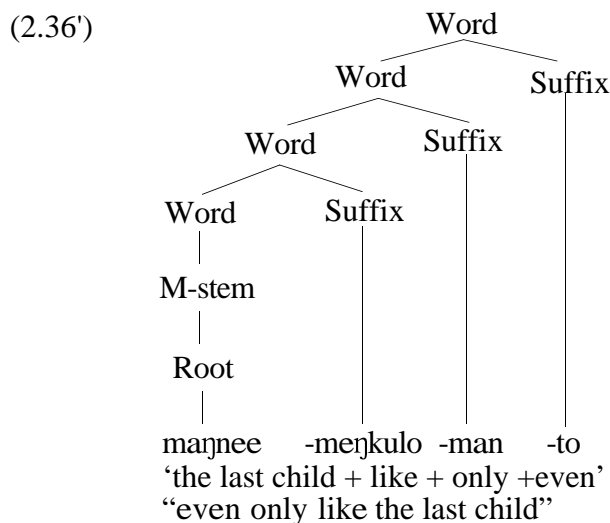 (2.36')
Word
Word Suffix
Word Suffix
Word Suffix
M-stem
Root
maŋnee -meŋkulo -man -to
‘the last child + like + only +even’
“even only like the last child”